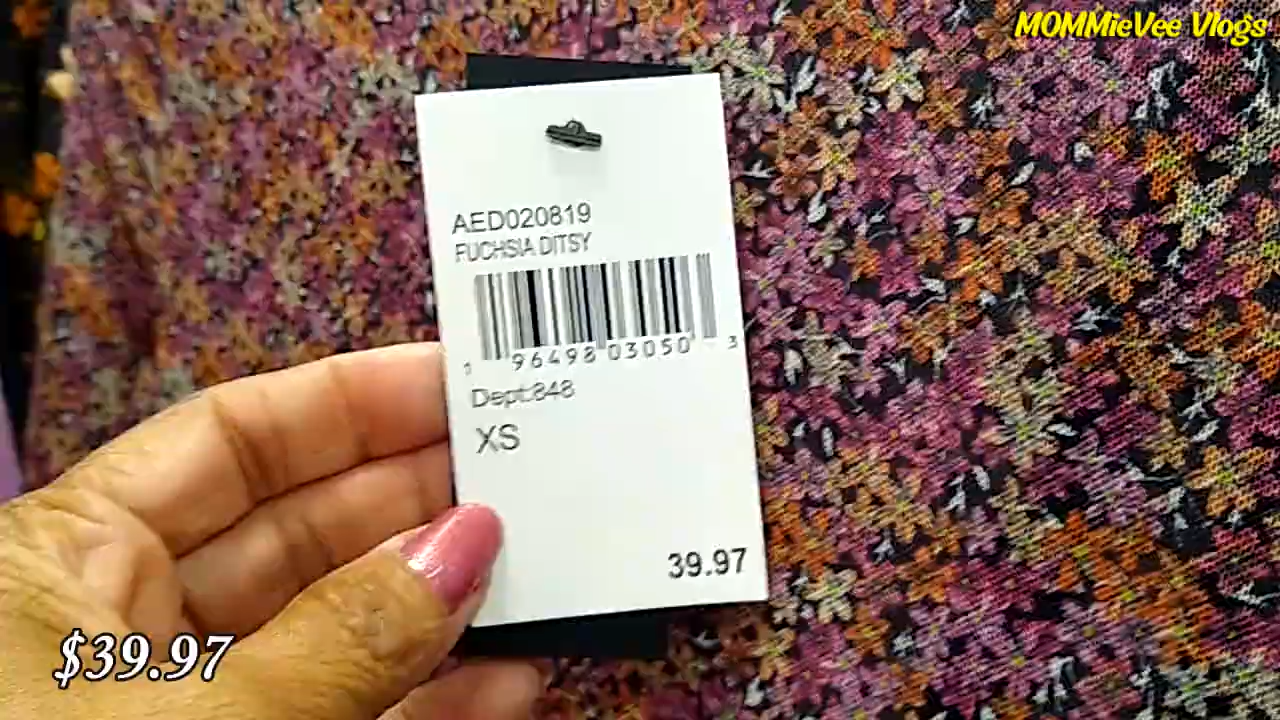 MOMMieVee Vlogs
AED020819
FUCHSIA DITSY
1 96498 03050 3
Dept:848
XS
39.97
$39.97